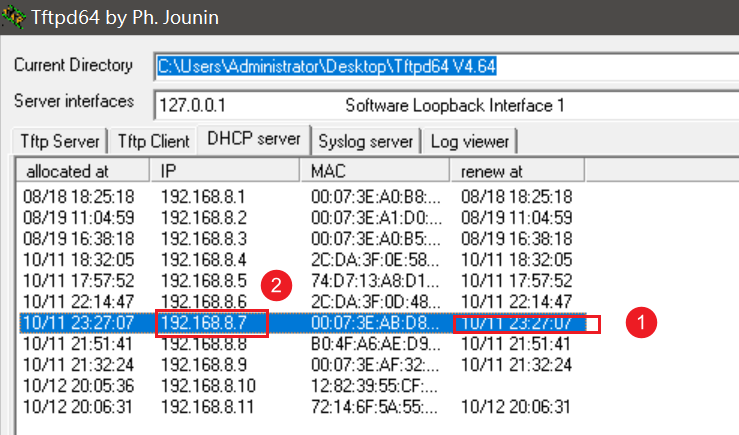 Tftpd64 by Ph. Jounin
Current Directory C:\Users\Administrator\Desktop\Tftpd64 V4.64
Server interfaces 127.0.0.1 Software Loopback Interface 1
Tftp Server Tftp Client DHCP server Syslog server Log viewer
allocated at IP MAC renew at
08/18 18:25:18 192.168.8.1 00:07:3E:A0:B8:... 08/18 18:25:18
08/19 11:04:59 192.168.8.2 00:07:3E:A1:D0:... 08/19 11:04:59
08/19 16:38:18 192.168.8.3 00:07:3E:A0:B5:... 08/19 16:38:18
10/11 18:32:05 192.168.8.4 2C:DA:3F:0E:58... 10/11 18:32:05
10/11 17:57:52 192.168.8.5 74:D7:13:A8:D1... 10/11 17:57:52
10/11 22:14:47 192.168.8.6 2C:DA:3F:0D:48... 10/11 22:14:47
2
10/11 23:27:07 192.168.8.7 00:07:3E:AB:D8... 10/11 23:27:07
1
10/11 21:51:41 192.168.8.8 B0:4F:A6:AE:D9... 10/11 21:51:41
10/11 21:32:24 192.168.8.9 00:07:3E:AF:32:... 10/11 21:32:24
10/12 20:05:36 192.168.8.10 12:82:39:55:CF:...
10/12 20:06:31 192.168.8.11 72:14:6F:5A:55:... 10/12 20:06:31